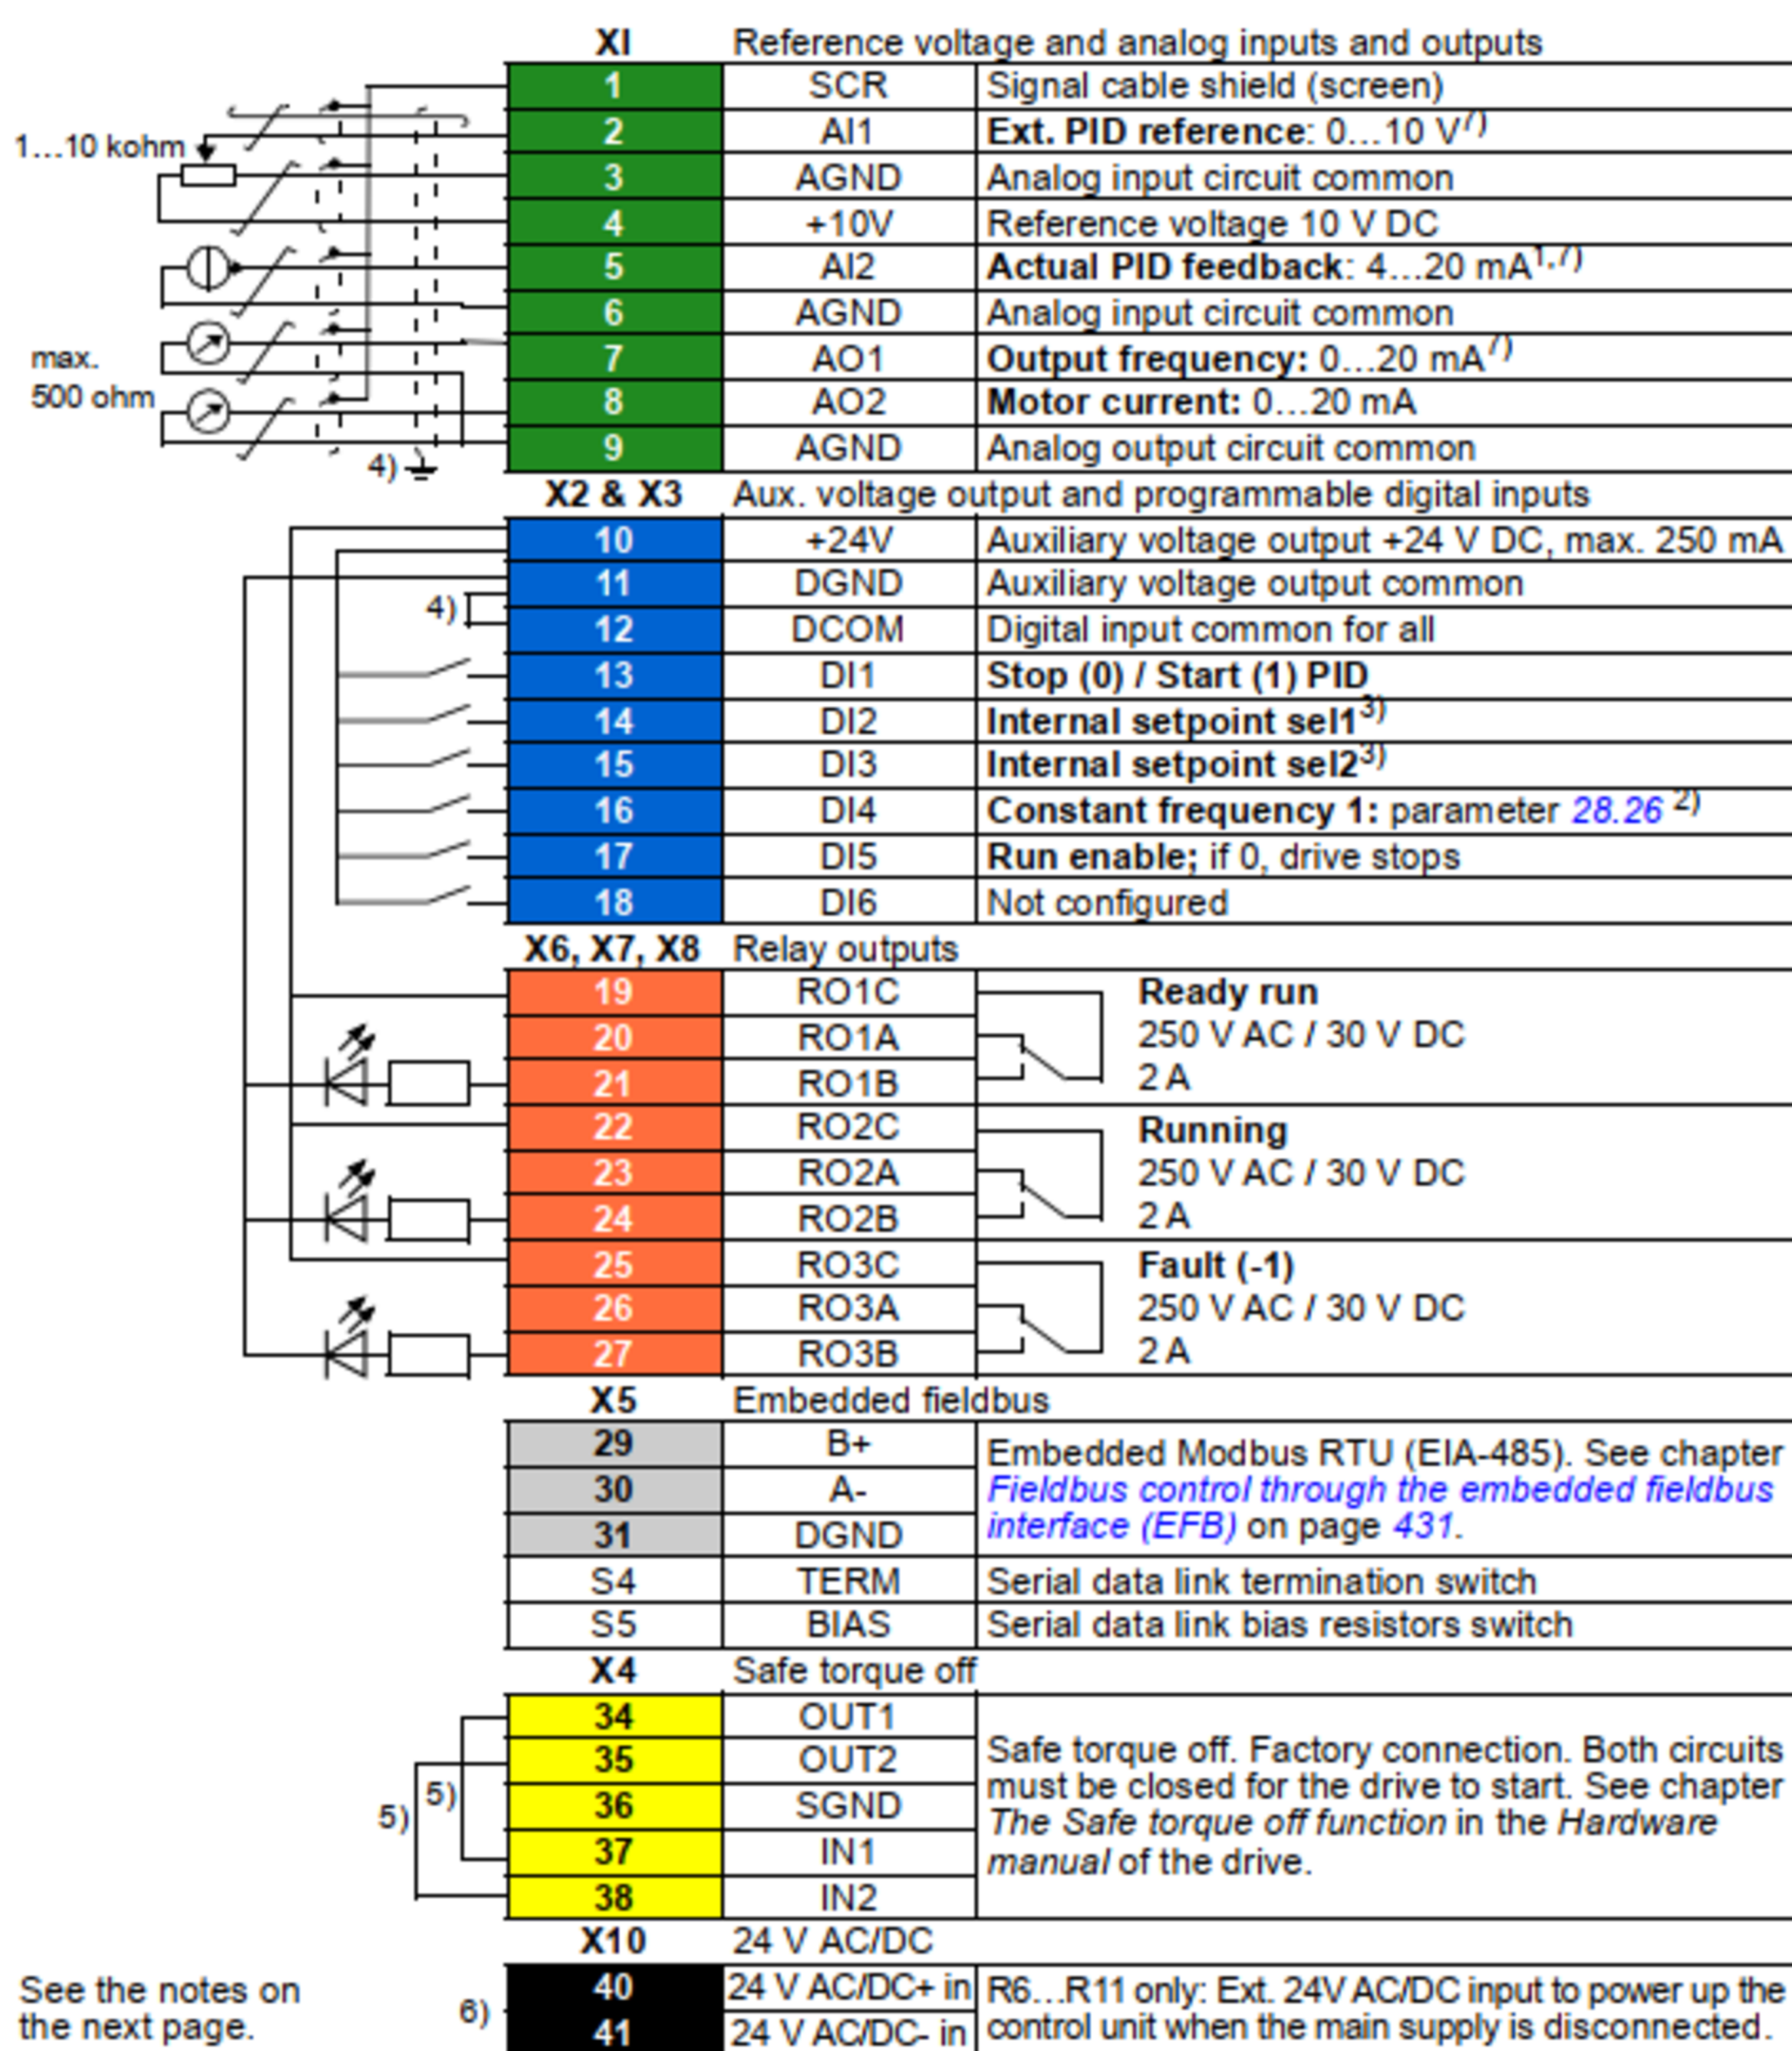 XI Reference voltage and analog inputs and outputs
1 SCR Signal cable shield (screen)
1...10 kohm 2 AI1 Ext. PID reference: 0...10 V7)
3 AGND Analog input circuit common
4 +10V Reference voltage 10 V DC
5 AI2 Actual PID feedback: 4...20 mA1,7)
6 AGND Analog input circuit common
max. 7 AO1 Output frequency: 0...20 mA7)
500 ohm 8 AO2 Motor current: 0...20 mA
9 AGND Analog output circuit common
4)
X2 & X3 Aux. voltage output and programmable digital inputs
10 +24V Auxiliary voltage output +24 V DC, max. 250 mA
11 DGND Auxiliary voltage output common
4)
12 DCOM Digital input common for all
13 DI1 Stop (0) / Start (1) PID
14 DI2 Internal setpoint sel13)
15 DI3 Internal setpoint sel23)
16 DI4 Constant frequency 1: parameter 28.26 2)
17 DI5 Run enable; if 0, drive stops
18 DI6 Not configured
X6, X7, X8 Relay outputs
19 RO1C Ready run
20 RO1A 250 V AC / 30 V DC
21 RO1B 2 A
22 RO2C Running
23 RO2A 250 V AC / 30 V DC
24 RO2B 2 A
25 RO3C Fault (-1)
26 RO3A 250 V AC / 30 V DC
27 RO3B 2 A
X5 Embedded fieldbus
29 B+ Embedded Modbus RTU (EIA-485). See chapter
30 A- Fieldbus control through the embedded fieldbus
31 DGND interface (EFB) on page 431.
S4 TERM Serial data link termination switch
S5 BIAS Serial data link bias resistors switch
X4 Safe torque off
34 OUT1
35 OUT2 Safe torque off. Factory connection. Both circuits
5) 5) 36 SGND must be closed for the drive to start. See chapter
37 IN1 The Safe torque off function in the Hardware
38 IN2 manual of the drive.
X10 24 V AC/DC
See the notes on 40 24 V AC/DC+ in R6...R11 only: Ext. 24V AC/DC input to power up the
6)
the next page. 41 24 V AC/DC- in control unit when the main supply is disconnected.